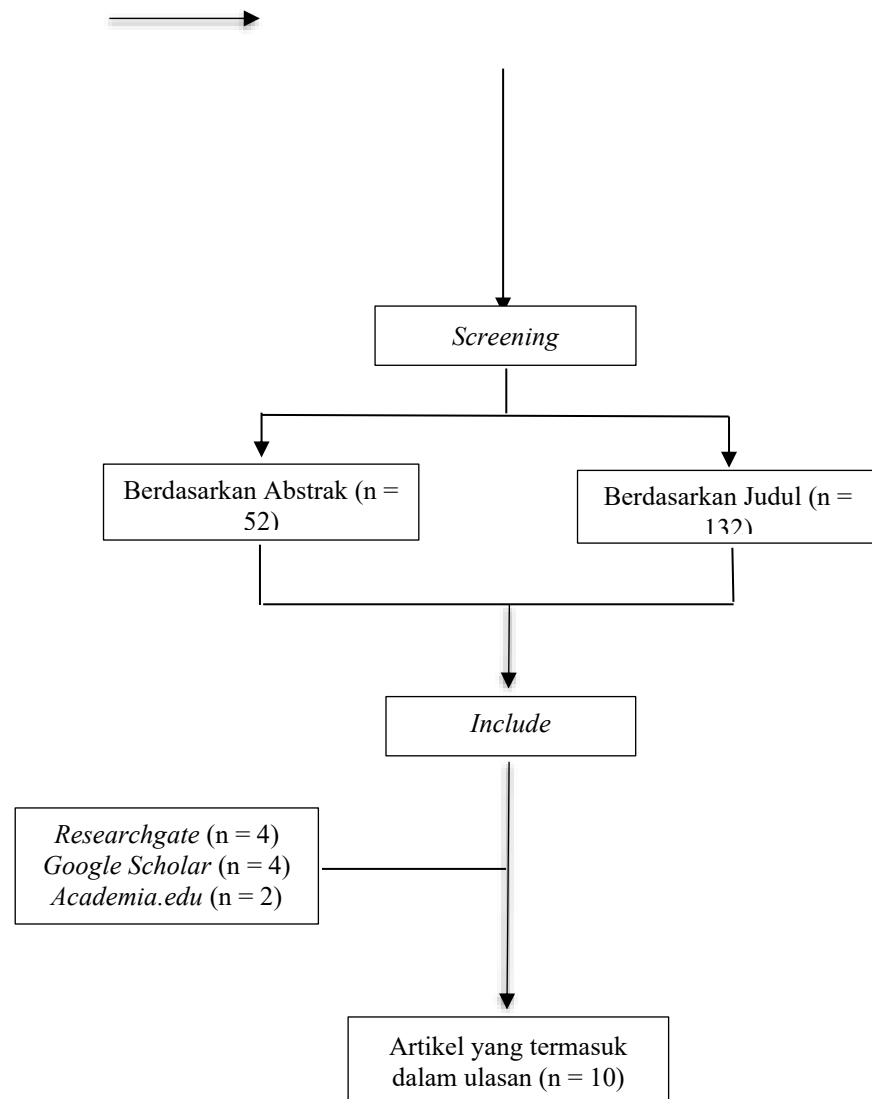 Screening
Berdasarkan Abstrak (n =
52)
Berdasarkan Judul (n =
132)
Include
Researchgate (n = 4)
Google Scholar (n = 4)
Academia.edu (n = 2)
Artikel yang termasuk
dalam ulasan (n = 10)